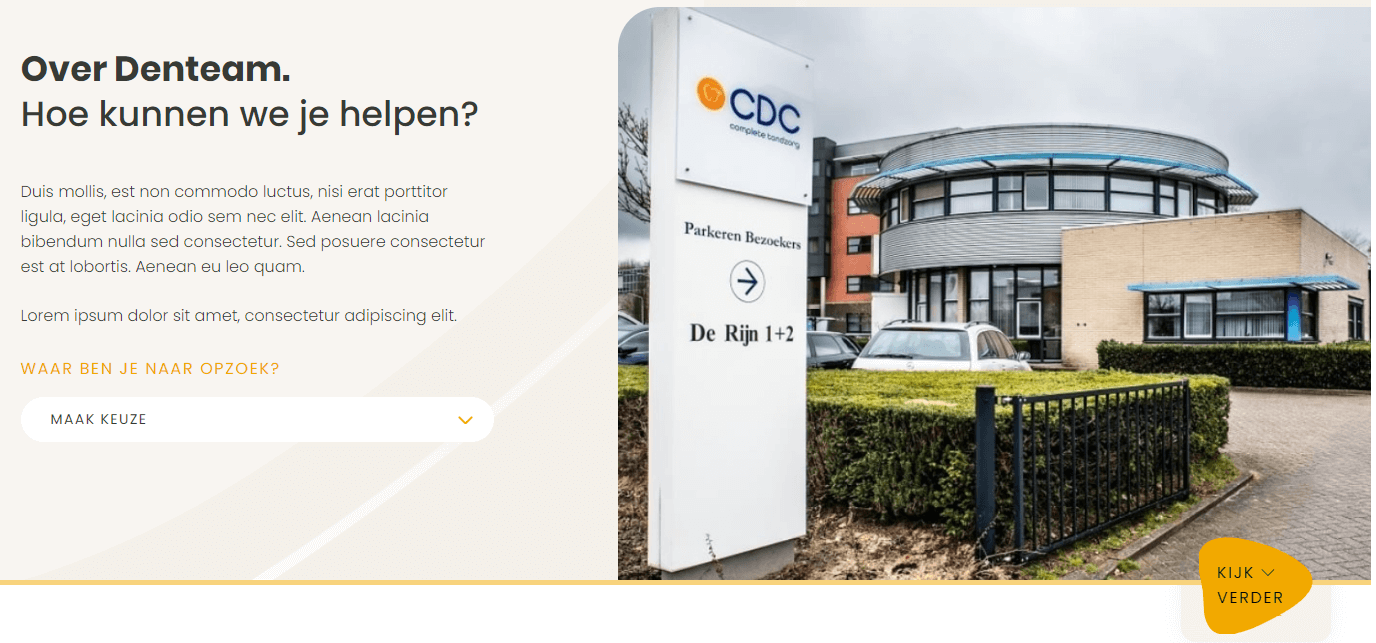 Over Denteam.
Hoe kunnen we je helpen?
Duis mollis, est non commodo luctus, nisi erat porttitor
ligula, eget lacinia odio sem nec elit. Aenean lacinia
bibendum nulla sed consectetur. Sed posuere consectetur
est at lobortis. Aenean eu leo quam.
Lorem ipsum dolor sit amet, consectetur adipiscing elit.
WAAR BEN JE NAAR OPZOEK?
MAAK KEUZE
CDC
complete tandzorg
Parkeren Bezoekers
De Rijn 1+2
KIJK
VERDER